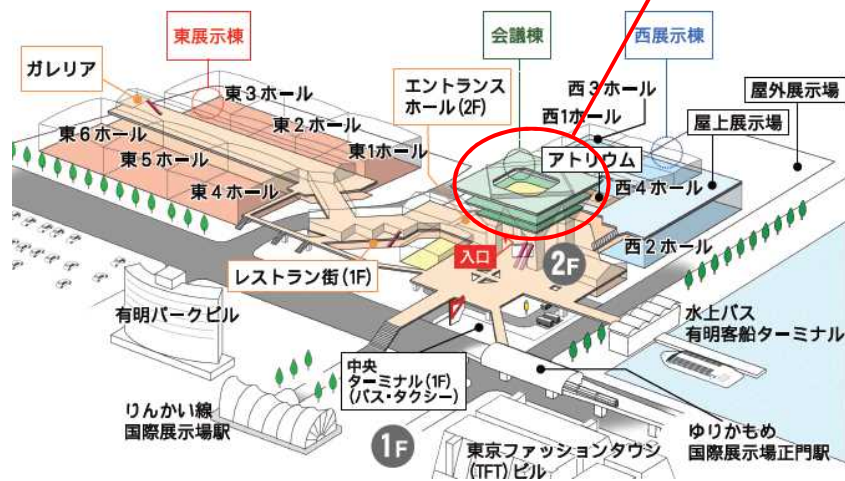 東展示棟
会議棟
西展示棟
ガレリア
エントランス
ホール(2F)
西3ホール
屋外展示場
東3ホール
西1ホール
屋上展示場
東2ホール
東6ホール
東1ホール
アトリウム
東5ホール
東4ホール
西4ホール
西2ホール
入口
2F
レストラン街(1F)
有明パークビル
水上バス
有明客船ターミナル
中央
ターミナル(1F)
(バス・タクシー)
りんかい線
国際展示場駅
1F
東京ファッションタウン
(TFT)ビル
ゆりかもめ
国際展示場正門駅